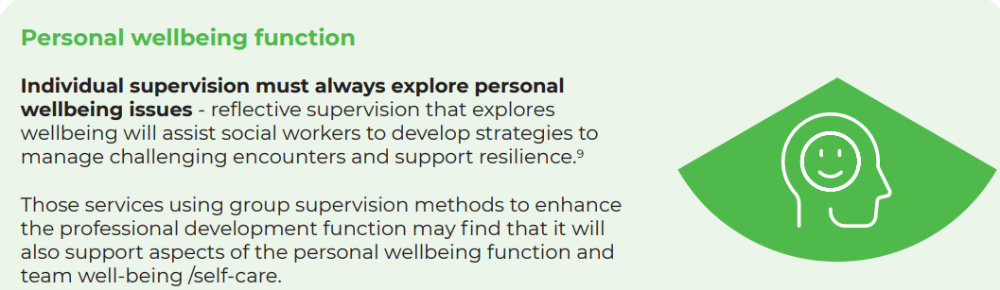 Personal wellbeing function
Individual supervision must always explore personal
wellbeing issues - reflective supervision that explores
wellbeing will assist social workers to develop strategies to
manage challenging encounters and support resilience.⁹
Those services using group supervision methods to enhance
the professional development function may find that it will
also support aspects of the personal wellbeing function and
team well-being /self-care.